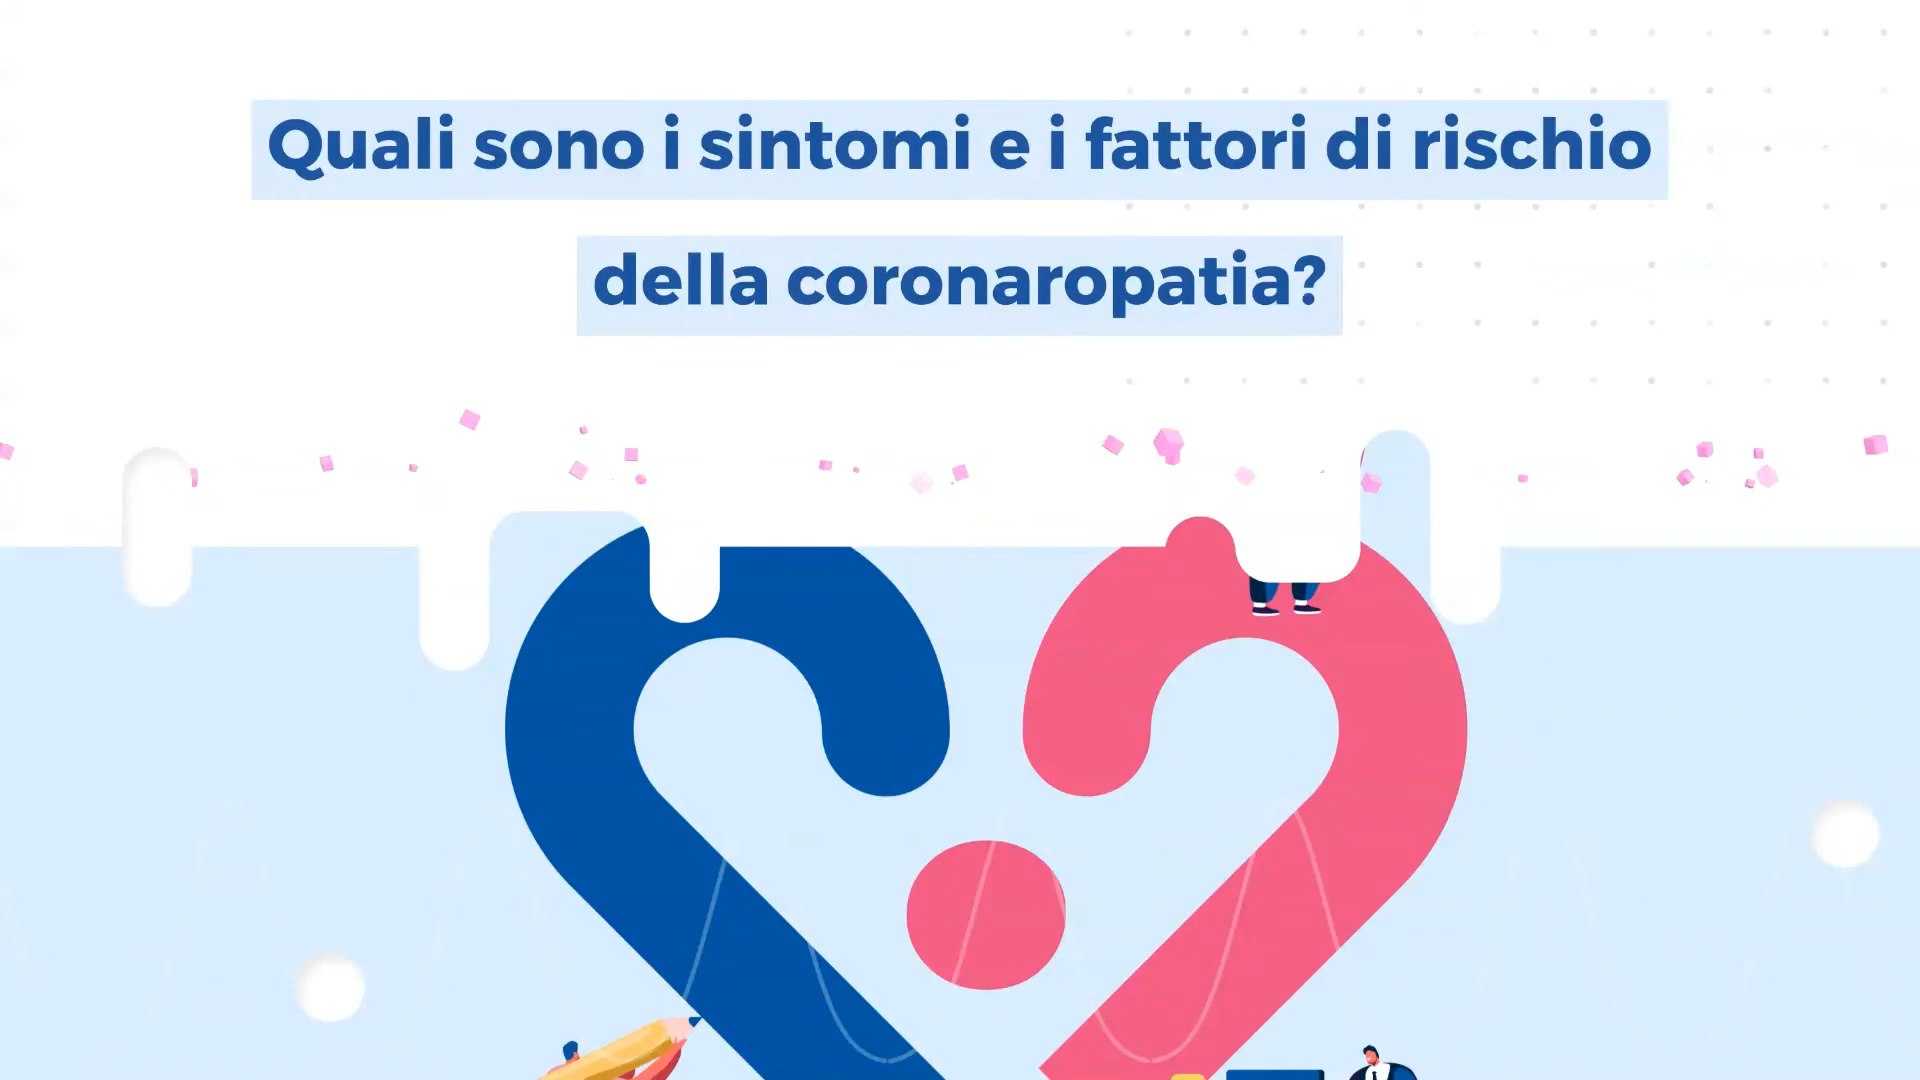 Quali sono i sintomi e i fattori di rischio
della coronaropatia?